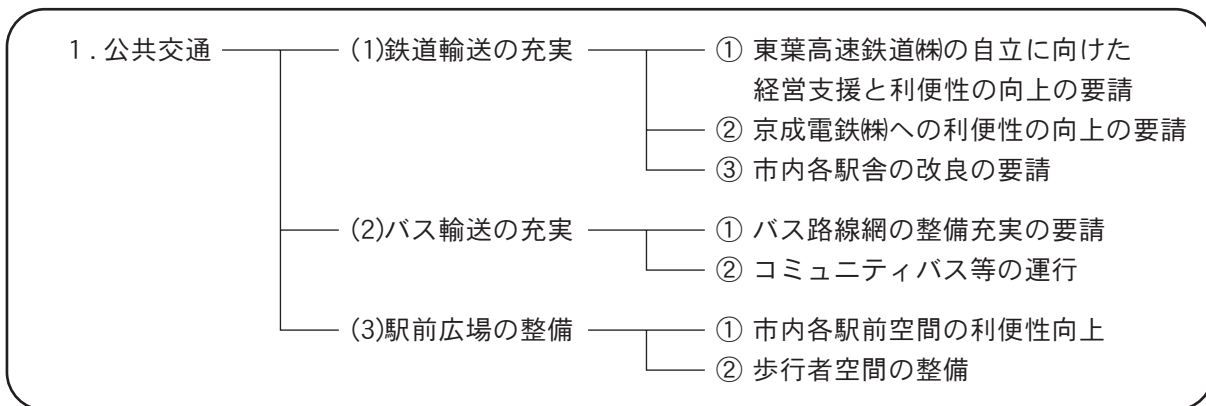 1．公共交通
(1)鉄道輸送の充実
① 東葉高速鉄道㈱の自立に向けた
経営支援と利便性の向上の要請
② 京成電鉄㈱への利便性の向上の要請
③ 市内各駅舎の改良の要請
(2)バス輸送の充実
① バス路線網の整備充実の要請
② コミュニティバス等の運行
(3)駅前広場の整備
① 市内各駅前空間の利便性向上
② 歩行者空間の整備